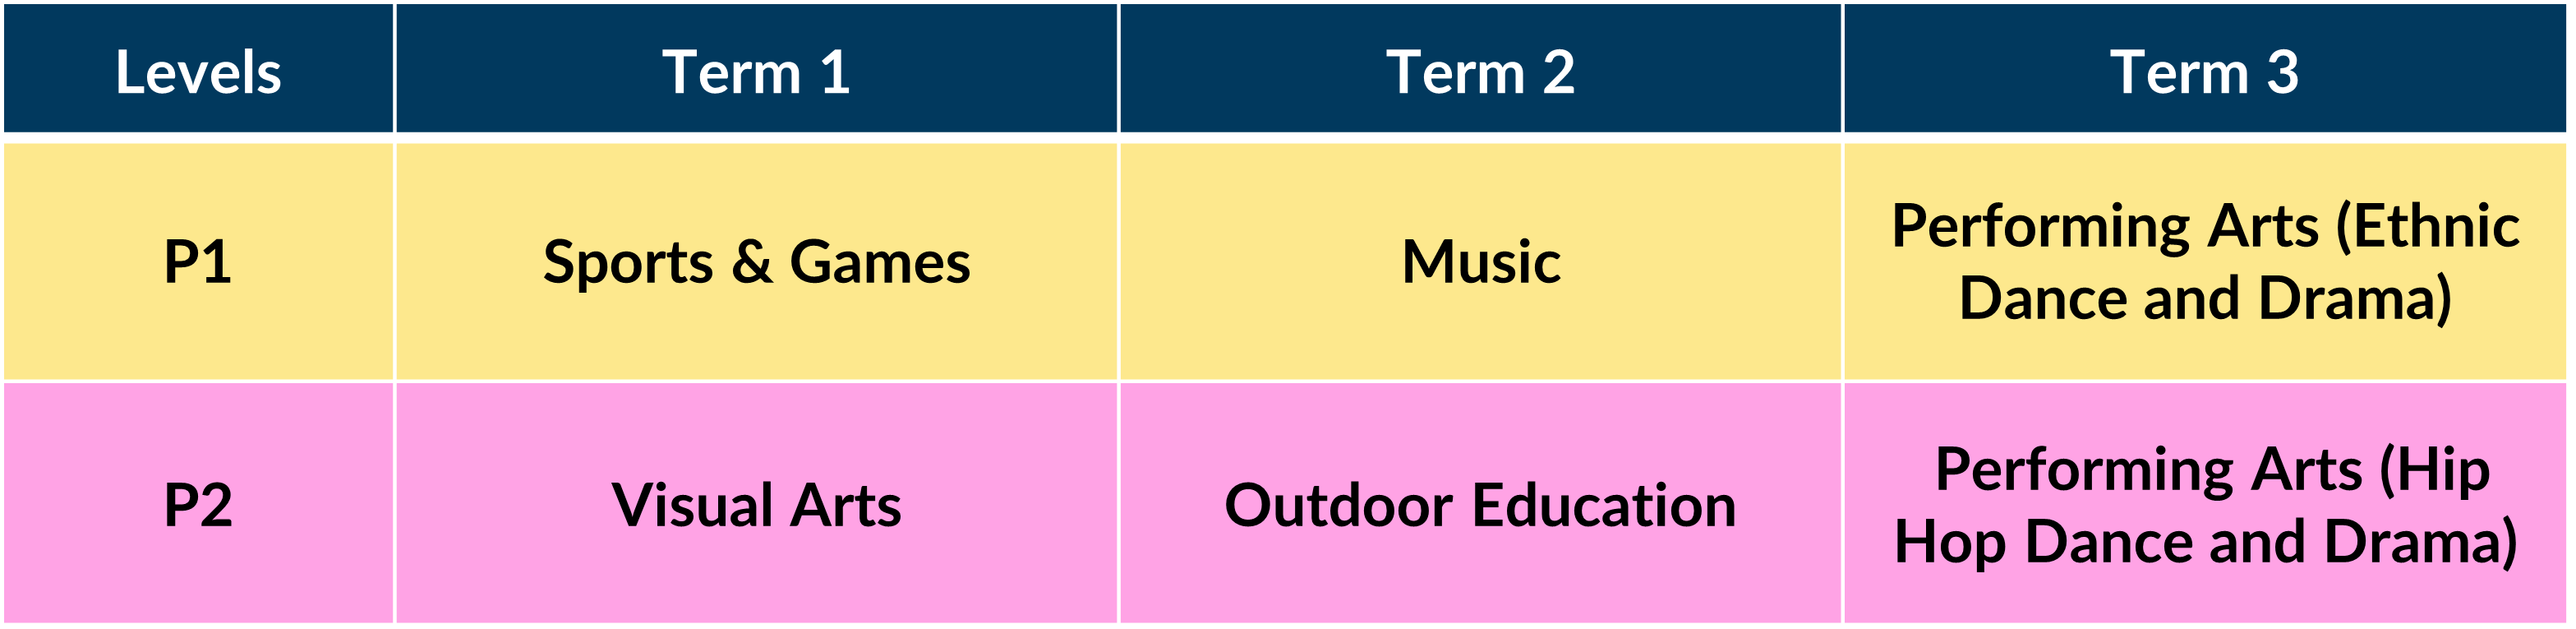 Levels
Term 1
Term 2
Term 3
P1
Sports & Games
Music
Performing Arts (Ethnic
Dance and Drama)
P2
Visual Arts
Outdoor Education
Performing Arts (Hip
Hop Dance and Drama)